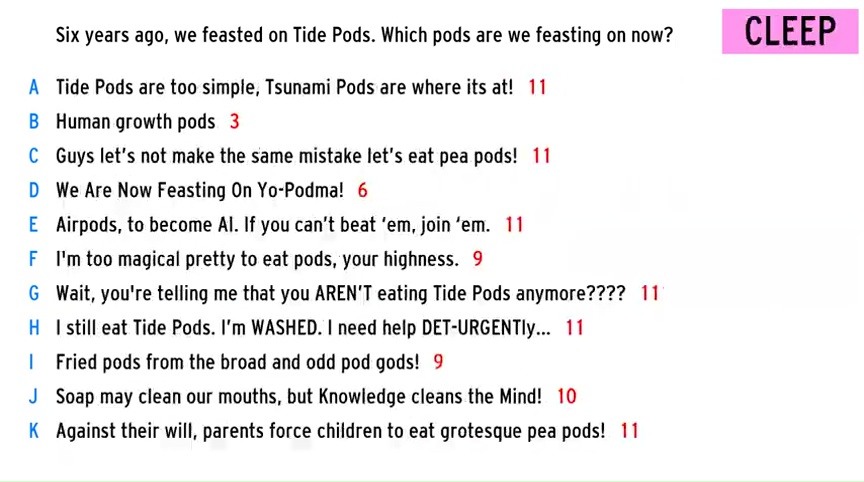 Six years ago, we feasted on Tide Pods. Which pods are we feasting on now?
CLEEP
A Tide Pods are too simple, Tsunami Pods are where its at! 11
B Human growth pods 3
C Guys let's not make the same mistake let's eat pea pods! 11
D We Are Now Feasting On Yo-Podma! 6
E Airpods, to become AI. If you can't beat 'em, join 'em. 11
F I'm too magical pretty to eat pods, your highness. 9
G Wait, you're telling me that you AREN'T eating Tide Pods anymore???? 11
H I still eat Tide Pods. I'm WASHED. I need help DET-URGENTly... 11
I Fried pods from the broad and odd pod gods! 9
J Soap may clean our mouths, but Knowledge cleans the Mind! 10
K Against their will, parents force children to eat grotesque pea pods! 11